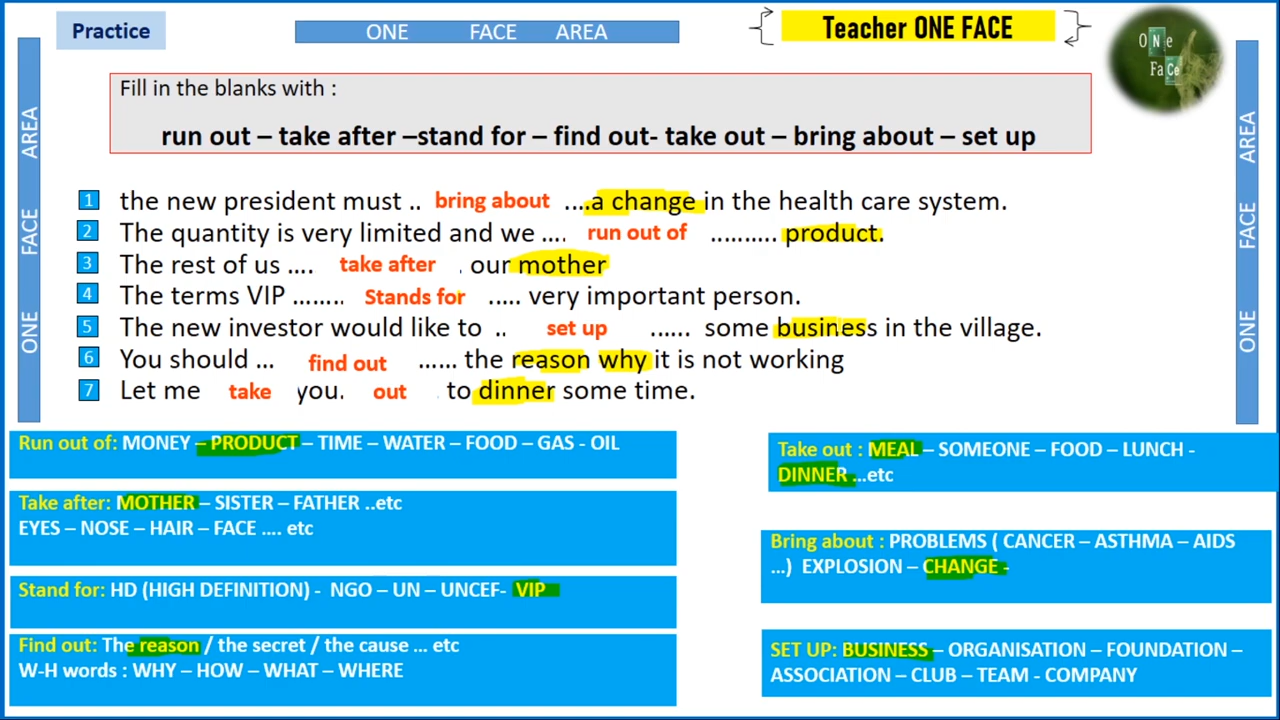 Practice
ONE FACE AREA
Teacher ONE FACE
ONe
FaCe
ONE FACE AREA
ONE FACE AREA
Fill in the blanks with :
run out – take after –stand for – find out- take out – bring about – set up
1 the new president must .. bring about ....a change in the health care system.
2 The quantity is very limited and we .... run out of .......... product.
3 The rest of us .... take after . our mother
4 The terms VIP ........ Stands for ..... very important person.
5 The new investor would like to .. set up ...... some business in the village.
6 You should ... find out ...... the reason why it is not working
7 Let me take you. out . to dinner some time.
Run out of: MONEY – PRODUCT – TIME – WATER – FOOD – GAS - OIL
Take after: MOTHER – SISTER – FATHER ..etc
EYES – NOSE – HAIR – FACE .... etc
Stand for: HD (HIGH DEFINITION) - NGO – UN – UNCEF- VIP
Find out: The reason / the secret / the cause ... etc
W-H words : WHY – HOW – WHAT – WHERE
Take out : MEAL – SOMEONE – FOOD – LUNCH -
DINNER ...etc
Bring about : PROBLEMS ( CANCER – ASTHMA – AIDS
...) EXPLOSION – CHANGE -
SET UP: BUSINESS – ORGANISATION – FOUNDATION –
ASSOCIATION – CLUB – TEAM - COMPANY